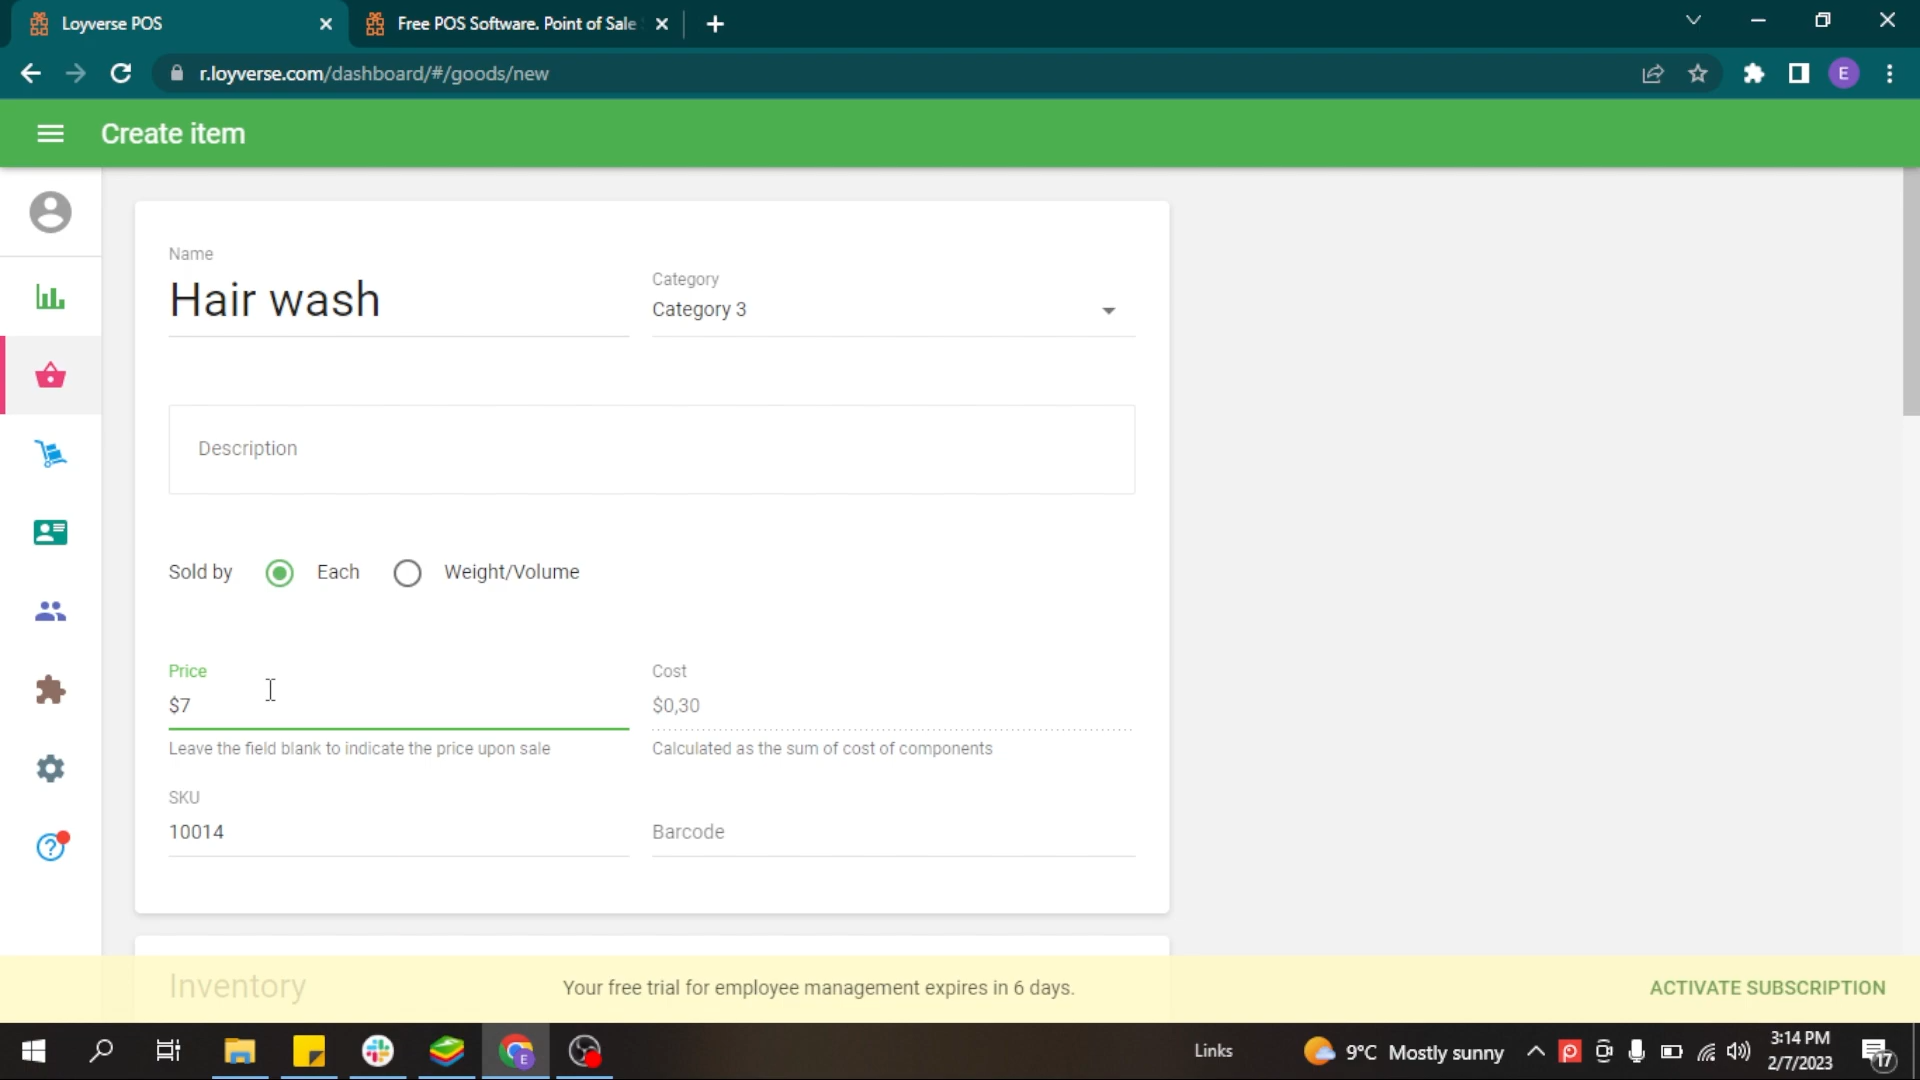 Loyverse POS
Free POS Software. Point of Sale
r.loyverse.com/dashboard/#/goods/new
E
Create item
Name
Hair wash
Category
Category 3
Description
Sold by
Each
Weight/Volume
Price
$7
Leave the field blank to indicate the price upon sale
Cost
$0,30
Calculated as the sum of cost of components
SKU
10014
Barcode
Inventory
Your free trial for employee management expires in 6 days.
ACTIVATE SUBSCRIPTION
E
Links
9°C Mostly sunny
3:14 PM
2/7/2023
17